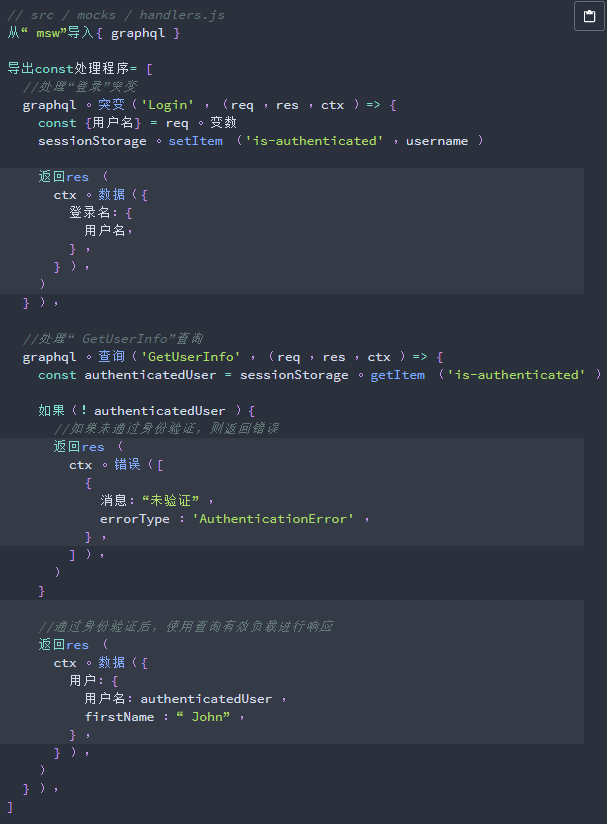 // src / mocks / handlers.js
从“ msw”导入{ graphql }
导出const处理程序= [
//处理“登录”突变
graphql 。突变（'Login' ，（req ，res ，ctx ）=> {
const {用户名} = req 。变数
sessionStorage 。setItem （'is-authenticated' ，username ）
返回res （
ctx 。数据（{
登录名：{
用户名，
} ，
} ），
）
} ），
//处理“ GetUserInfo”查询
graphql 。查询（'GetUserInfo' ，（req ，res ，ctx ）=> {
const authenticatedUser = sessionStorage 。getItem （'is-authenticated' ）
如果（！authenticatedUser ）{
//如果未通过身份验证，则返回错误
返回res （
ctx 。错误（[
{
消息：“未验证” ，
errorType ：'AuthenticationError' ，
} ，
] ），
）
}
//通过身份验证后，使用查询有效负载进行响应
返回res （
ctx 。数据（{
用户：{
用户名：authenticatedUser ，
firstName ：“ John” ，
} ，
} ），
）
} ），
]